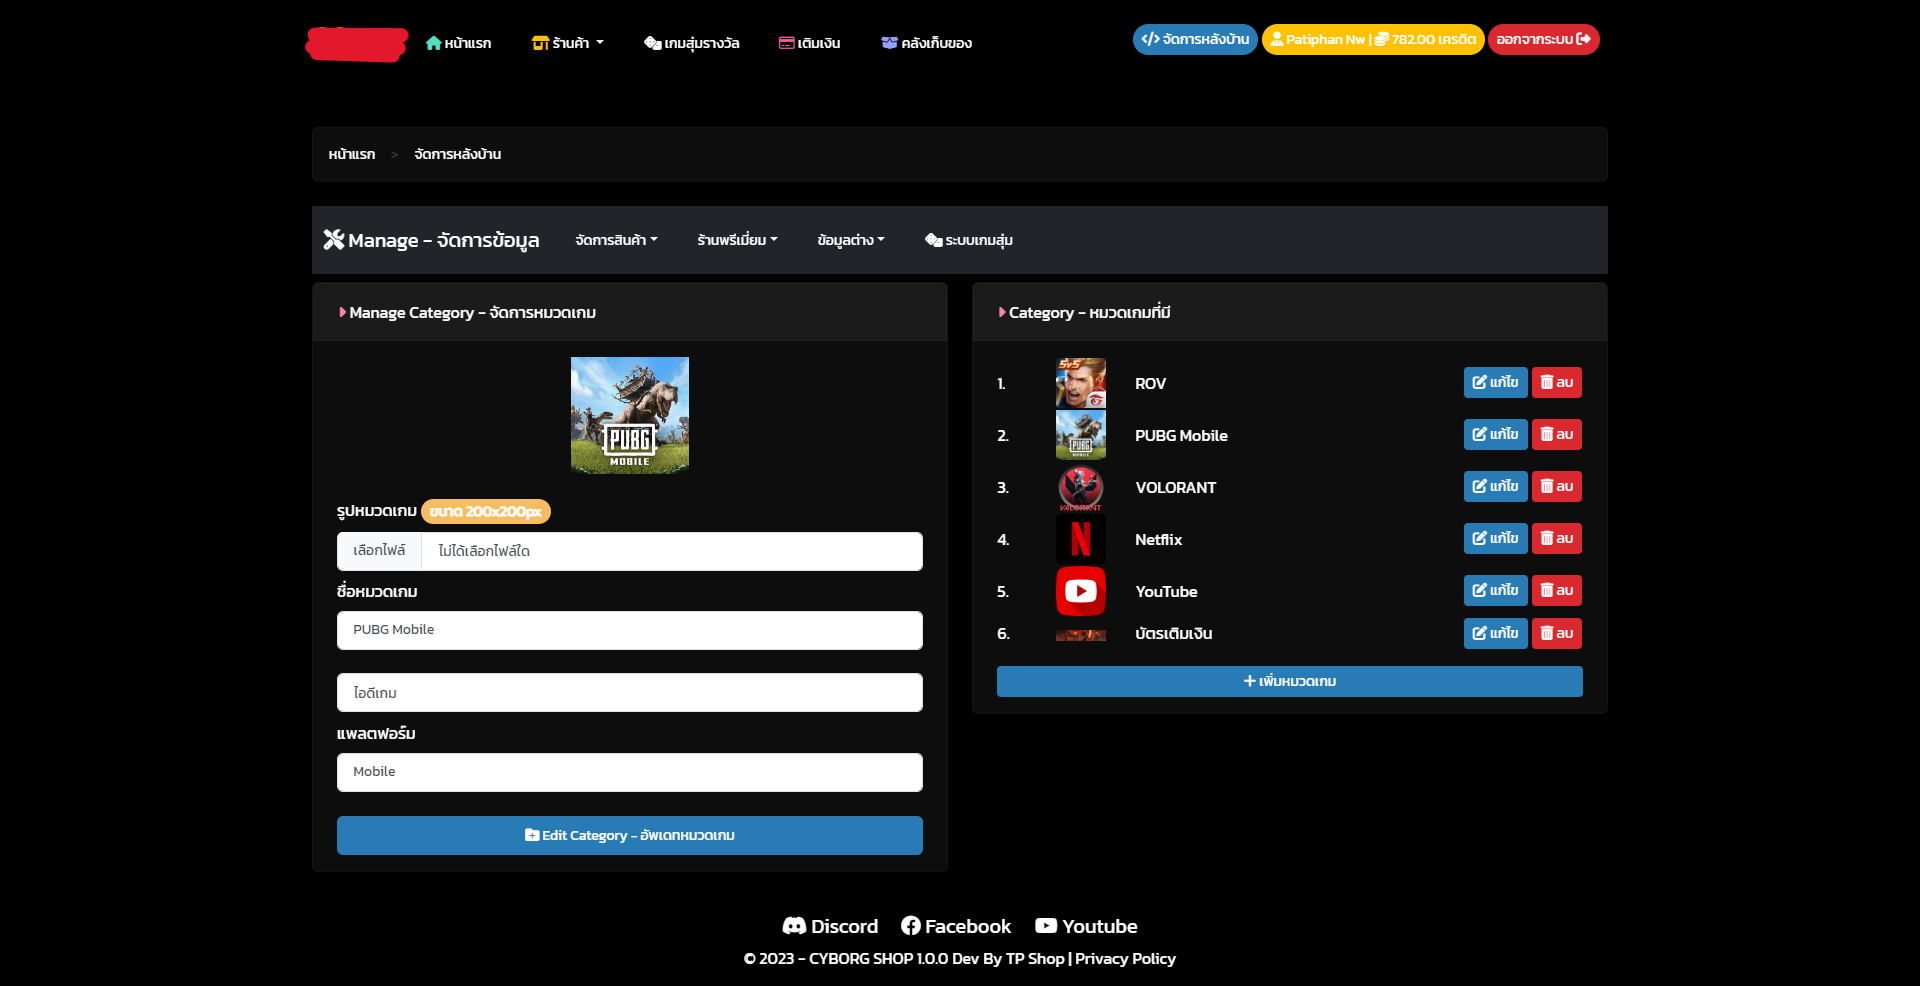 หน้าแรก ร้านค้า เกมสุ่มรางวัล เติมเงิน คลังเก็บของ จัดการหลังบ้าน Patiphan Nw | 782.00 เครดิต ออกจากระบบ
หน้าแรก > จัดการหลังบ้าน
Manage - จัดการข้อมูล จัดการสินค้า ร้านพรีเมี่ยม ข้อมูลต่าง ระบบเกมสุ่ม
Manage Category - จัดการหมวดเกม
PUBG
MOBILE
รูปหมวดเกม ขนาด 200x200px
เลือกไฟล์ ไม่ได้เลือกไฟล์ใด
ชื่อหมวดเกม
PUBG Mobile
ไอดีเกม
แพลตฟอร์ม
Mobile
Edit Category - อัพเดทหมวดเกม
Category - หมวดเกมที่มี
1. 5V5 ROV แก้ไข ลบ
2. PUBG MOBILE PUBG Mobile แก้ไข ลบ
3. VALORANT VOLORANT แก้ไข ลบ
4. N Netflix แก้ไข ลบ
5. YouTube แก้ไข ลบ
6. บัตรเติมเงิน แก้ไข ลบ
เพิ่มหมวดเกม
Discord Facebook Youtube
© 2023 - CYBORG SHOP 1.0.0 Dev By TP Shop | Privacy Policy